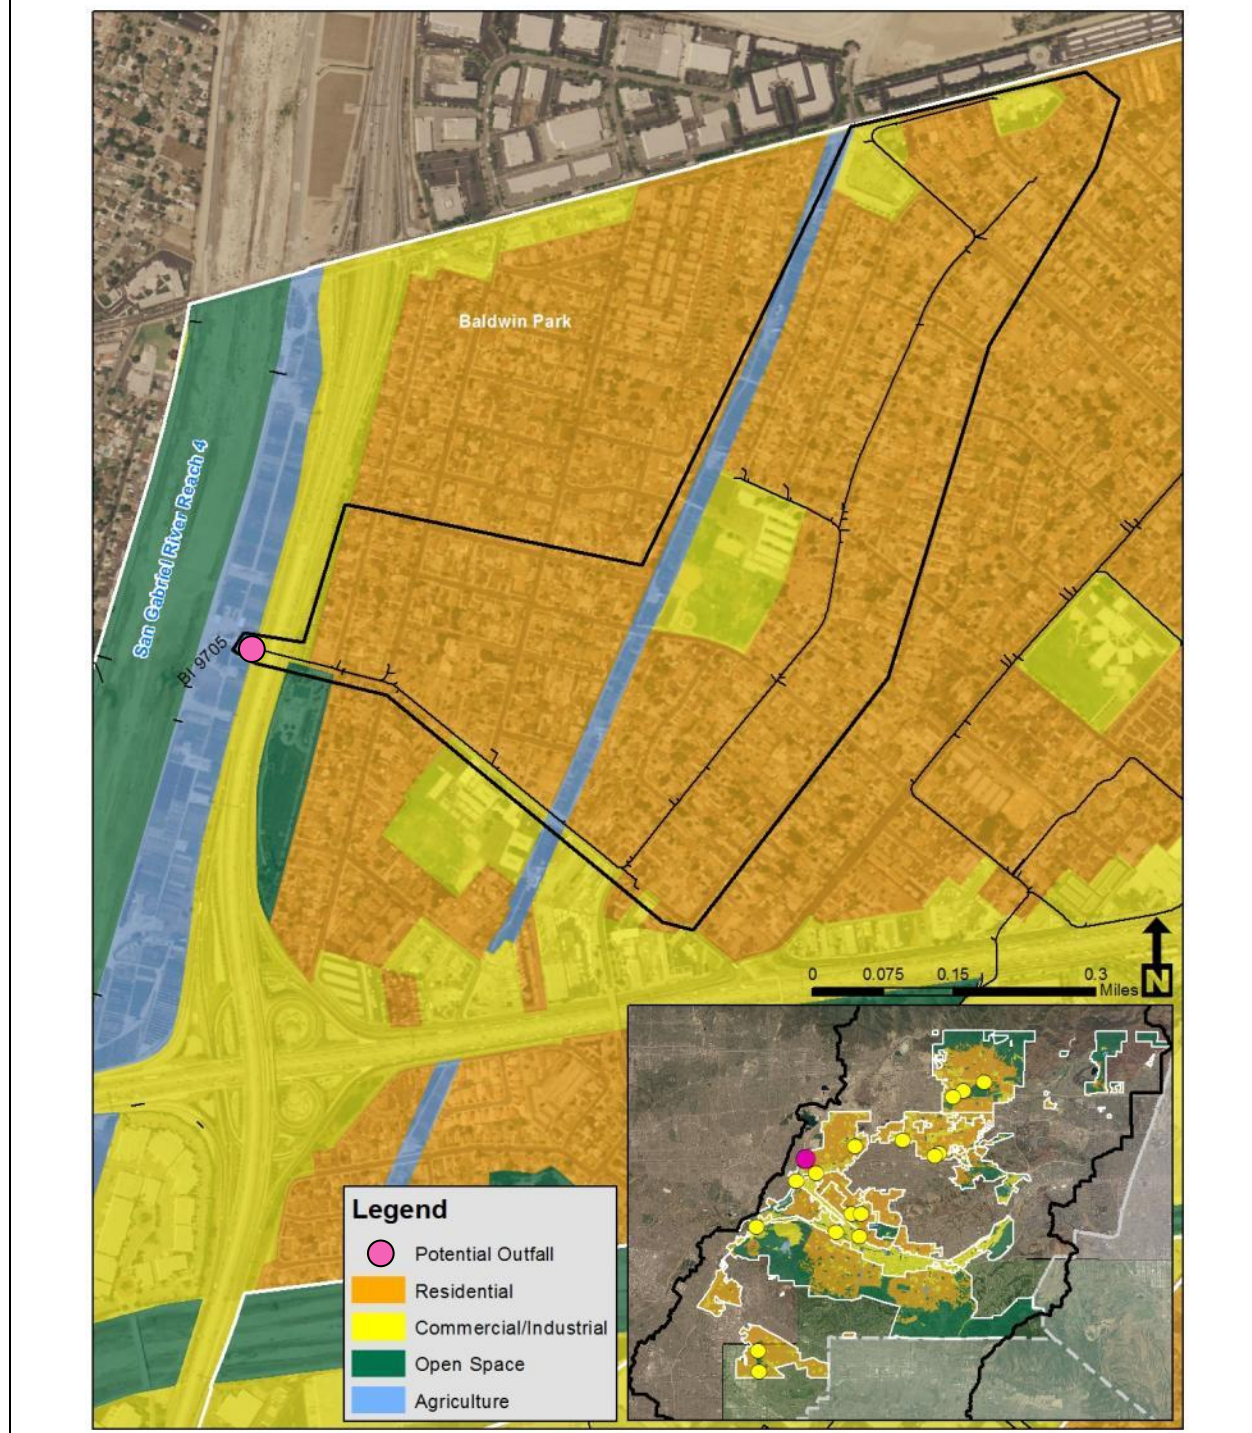 Baldwin Park
San Gabriel River Reach 4
BI 9705
0 0.075 0.15 0.3
Miles
N
Legend
Potential Outfall
Residential
Commercial/Industrial
Open Space
Agriculture